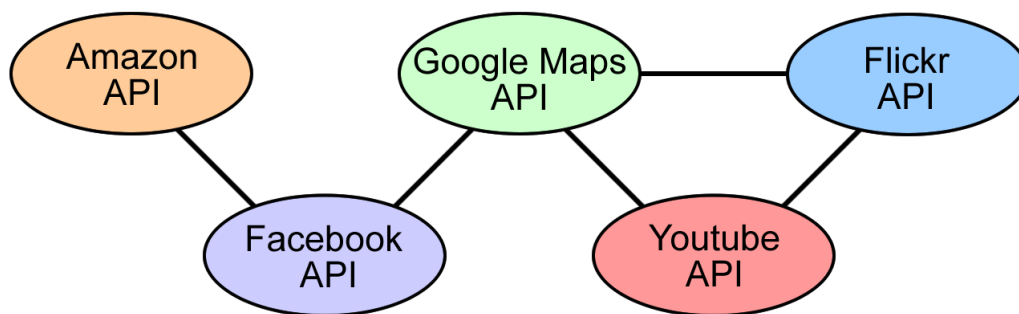 Amazon
API
Google Maps
API
Flickr
API
Facebook
API
Youtube
API